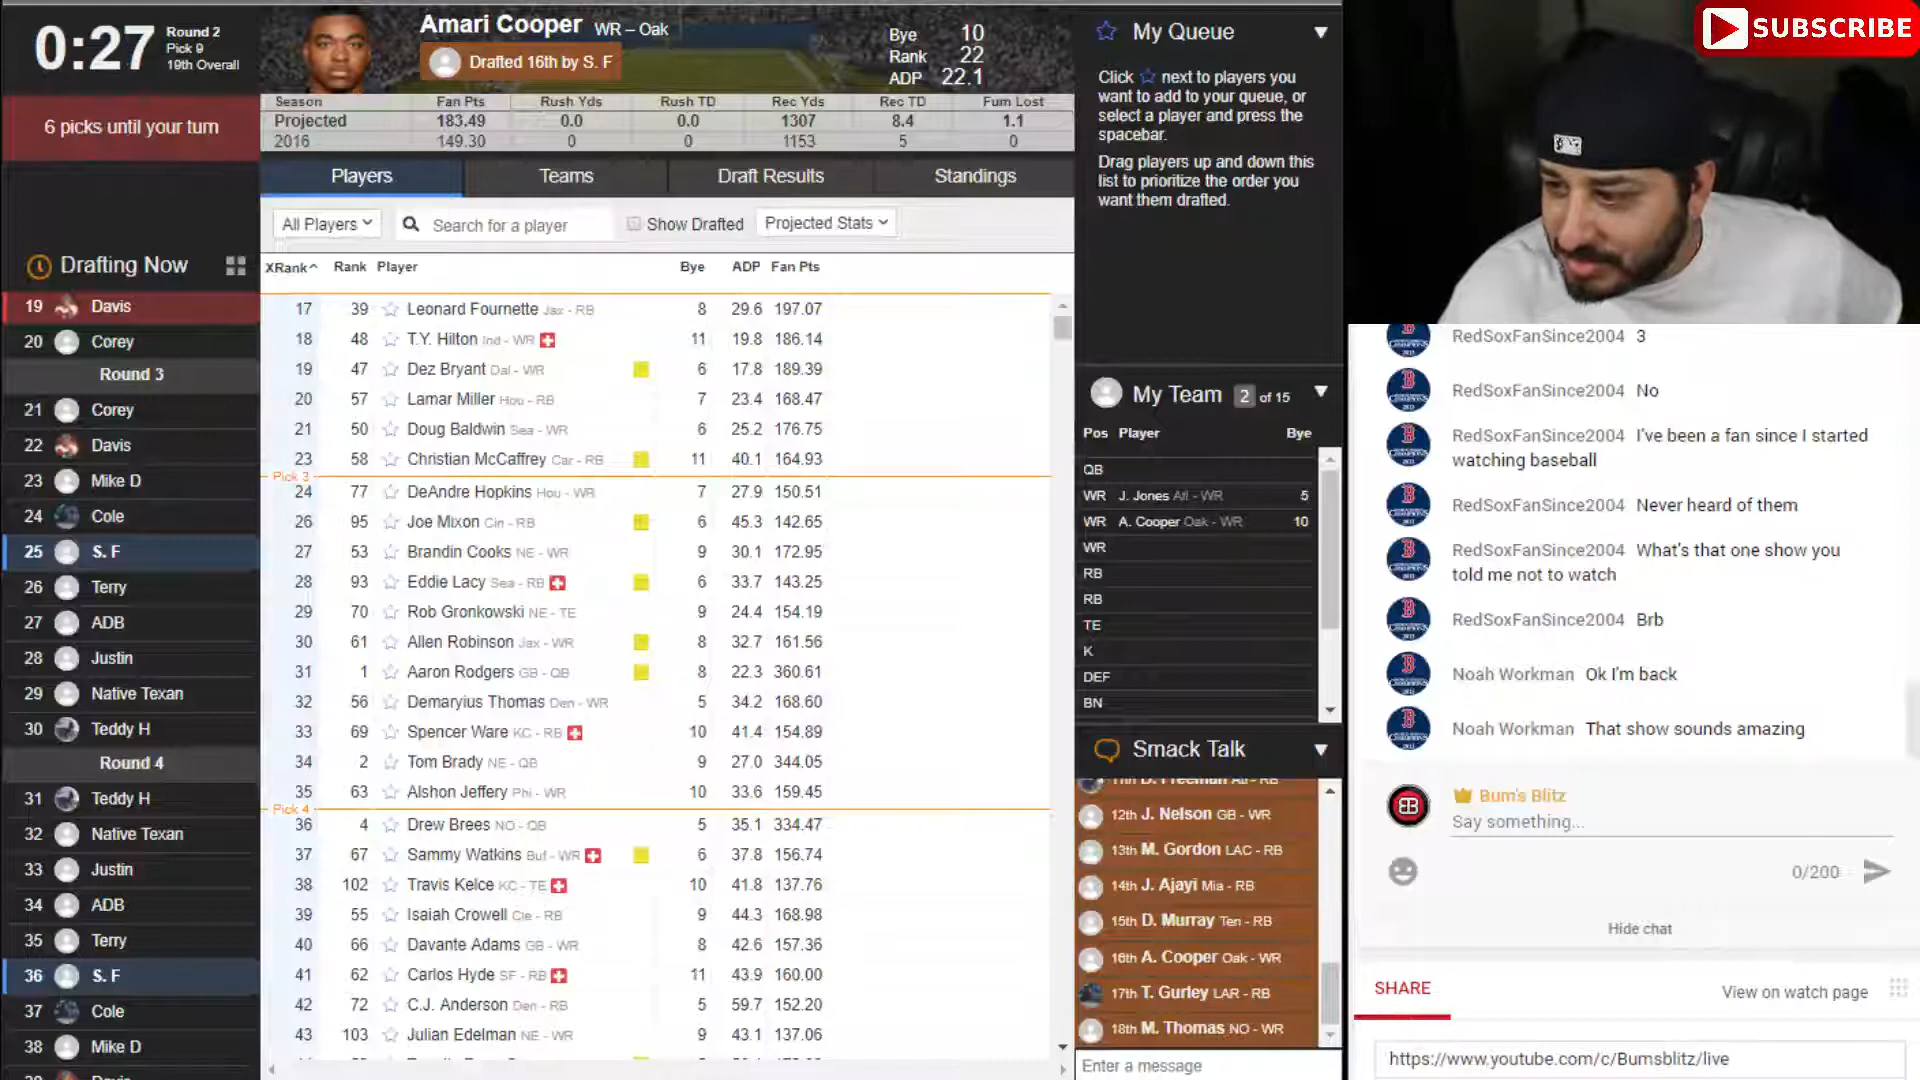 0:27
Round 2
Pick 9
19th Overall
6 picks until your turn
Amari Cooper WR – Oak
Drafted 16th by S. F
Bye 10
Rank 22
ADP 22.1
Season Fan Pts Rush Yds Rush TD Rec Yds Rec TD Fum Lost
Projected 183.49 0.0 0.0 1307 8.4 1.1
2016 149.30 0 0 1153 5 0
Players Teams Draft Results Standings
All Players Search for a player Show Drafted Projected Stats
XRank^ Rank Player Bye ADP Fan Pts
17 39 Leonard Fournette Jax - RB 8 29.6 197.07
18 48 T.Y. Hilton Ind - WR 11 19.8 186.14
19 47 Dez Bryant Dal - WR 6 17.8 189.39
20 57 Lamar Miller Hou - RB 7 23.4 168.47
21 50 Doug Baldwin Sea - WR 6 25.2 176.75
23 58 Christian McCaffrey Car - RB 11 40.1 164.93
Pick 3
24 77 DeAndre Hopkins Hou - WR 7 27.9 150.51
26 95 Joe Mixon Cin - RB 6 45.3 142.65
27 53 Brandin Cooks NE - WR 9 30.1 172.95
28 93 Eddie Lacy Sea - RB 6 33.7 143.25
29 70 Rob Gronkowski NE - TE 9 24.4 154.19
30 61 Allen Robinson Jax - WR 8 32.7 161.56
31 1 Aaron Rodgers GB - QB 8 22.3 360.61
32 56 Demaryius Thomas Den - WR 5 34.2 168.60
33 69 Spencer Ware KC - RB 10 41.4 154.89
34 2 Tom Brady NE - QB 9 27.0 344.05
35 63 Alshon Jeffery Phi - WR 10 33.6 159.45
Pick 4
36 4 Drew Brees NO - QB 5 35.1 334.47
37 67 Sammy Watkins Buf - WR 6 37.8 156.74
38 102 Travis Kelce KC - TE 10 41.8 137.76
39 55 Isaiah Crowell Cle - RB 9 44.3 168.98
40 66 Davante Adams GB - WR 8 42.6 157.36
41 62 Carlos Hyde SF - RB 11 43.9 160.00
42 72 C.J. Anderson Den - RB 5 59.7 152.20
43 103 Julian Edelman NE - WR 9 43.1 137.06
Drafting Now
19 Davis
20 Corey
Round 3
21 Corey
22 Davis
23 Mike D
24 Cole
25 S. F
26 Terry
27 ADB
28 Justin
29 Native Texan
30 Teddy H
Round 4
31 Teddy H
32 Native Texan
33 Justin
34 ADB
35 Terry
36 S. F
37 Cole
38 Mike D
My Queue
Click next to players you
want to add to your queue, or
select a player and press the
spacebar.
Drag players up and down this
list to prioritize the order you
want them drafted.
My Team 2 of 15
Pos Player Bye
QB
WR J. Jones Atl - WR 5
WR A. Cooper Oak - WR 10
WR
RB
RB
TE
K
DEF
BN
Smack Talk
11th D. Freeman Atl - RB
12th J. Nelson GB - WR
13th M. Gordon LAC - RB
14th J. Ajayi Mia - RB
15th D. Murray Ten - RB
16th A. Cooper Oak - WR
17th T. Gurley LAR - RB
18th M. Thomas NO - WR
Enter a message
SUBSCRIBE
RedSoxFanSince2004 3
RedSoxFanSince2004 No
RedSoxFanSince2004 I've been a fan since I started
watching baseball
RedSoxFanSince2004 Never heard of them
RedSoxFanSince2004 What's that one show you
told me not to watch
RedSoxFanSince2004 Brb
Noah Workman Ok I'm back
Noah Workman That show sounds amazing
Bum's Blitz
Say something...
0/200
Hide chat
SHARE
View on watch page
https://www.youtube.com/c/Bumsblitz/live